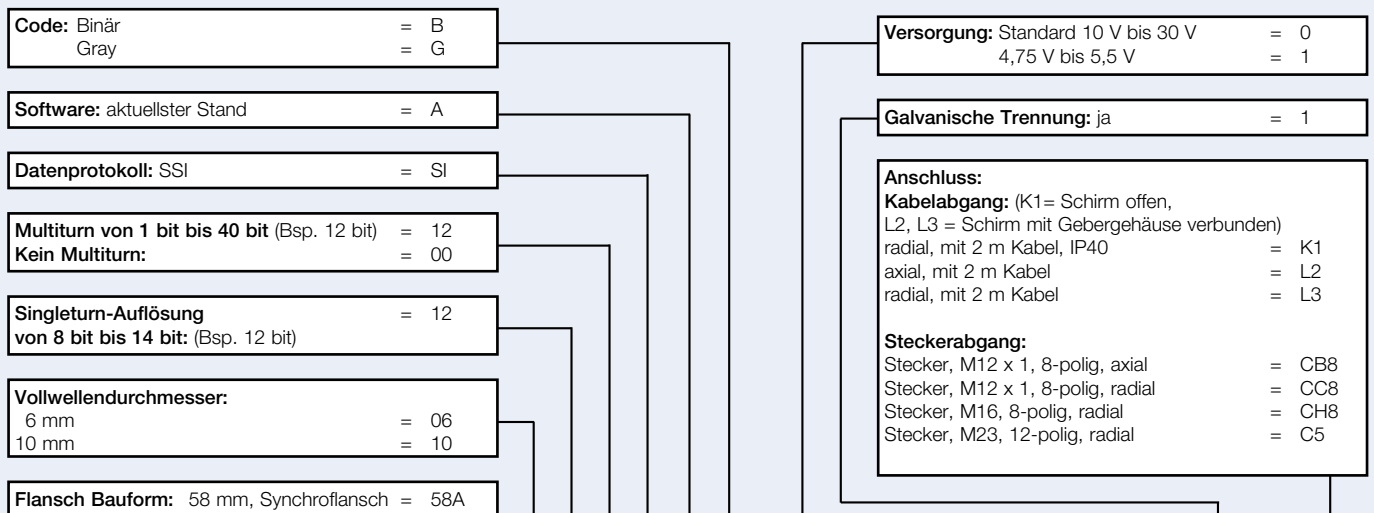 Code: Binär = B
Gray = G
Software: aktuellster Stand = A
Datenprotokoll: SSI = SI
Multiturn von 1 bit bis 40 bit (Bsp. 12 bit) = 12
Kein Multiturn: = 00
Singleturn-Auflösung = 12
von 8 bit bis 14 bit: (Bsp. 12 bit)
Vollwellendurchmesser:
6 mm = 06
10 mm = 10
Flansch Bauform: 58 mm, Synchroflansch = 58A
Versorgung: Standard 10 V bis 30 V = 0
4,75 V bis 5,5 V = 1
Galvanische Trennung: ja = 1
Anschluss:
Kabelabgang: (K1= Schirm offen,
L2, L3 = Schirm mit Gebergehäuse verbunden)
radial, mit 2 m Kabel, IP40 = K1
axial, mit 2 m Kabel = L2
radial, mit 2 m Kabel = L3
Steckerabgang:
Stecker, M12 x 1, 8-polig, axial = CB8
Stecker, M12 x 1, 8-polig, radial = CC8
Stecker, M16, 8-polig, radial = CH8
Stecker, M23, 12-polig, radial = C5